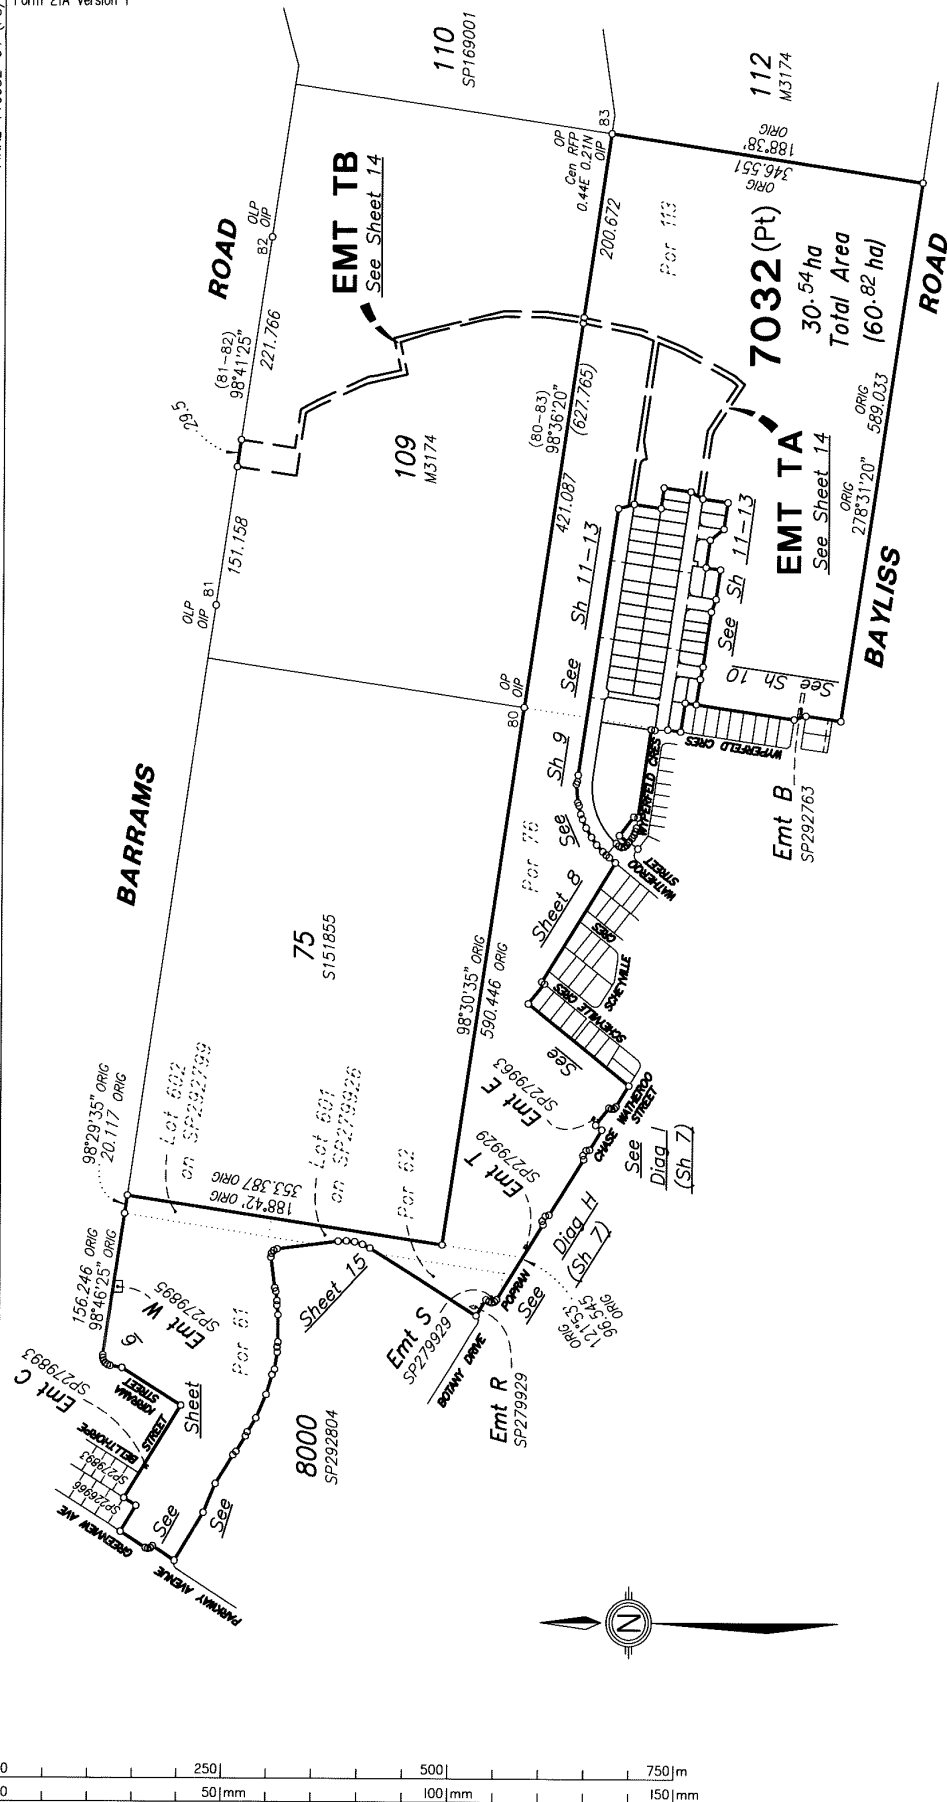 Form 21A Version 1
110
SP169001
112
M3174
83
OP
Cen RFP
0.44E 0.21N
OIP
188°38'
ORIG
346.551
ORIG
EMT TB
See Sheet 14
ROAD
82
OLP
OIP
(81-82)
98°41'25"
221.766
29.5
151.158
81
OLP
OIP
109
M3174
200.672
Por 113
7032 (Pt)
30.54 ha
Total Area
(60.82 ha)
(80-83)
98°36'20"
(627.765)
421.087
EMT TA
See Sheet 14
ORIG
589.033
ORIG
278°31'20"
ROAD
BAYLISS
See Sh 11-13
See Sh 11-13
See
Sh 10
80
OP
OIP
BARRAMS
75
S151855
Por 76
See Sh 9
WYPERFELD CRES
WYPERFELD CRES
Emt B
SP292763
See Sheet 8
WATHEROO
STREET
CRES
SCHEYVILLE
SCHEYVILLE CRES
98°30'35" ORIG
590.446 ORIG
98°29'35" ORIG
20.117 ORIG
Lot 602
on SP292799
188°42' ORIG
353.387 ORIG
Lot 601
on SP279926
Por 62
Emt E
SP279963
See
Emt T
SP279929
WATHEROO
STREET
CHASE
See
Diag I
(Sh 7)
Diag H
(Sh 7)
See
POPRAN
ORIG
121°53'
96.545
ORIG
156.246 ORIG
98°46'25" ORIG
Emt W
SP279895
Por 61
Sheet 15
Emt S
SP279929
BOTANY DRIVE
Emt R
SP279929
Emt C
SP279893
KIRRAMA
STREET
6
Sheet
See
See
BELLTHORPE
STREET
SP279893
SP226966
GREENVIEW AVE
PARKWAY AVENUE
8000
SP292804
N
0
250
500
750 m
0
50 mm
100 mm
150 mm